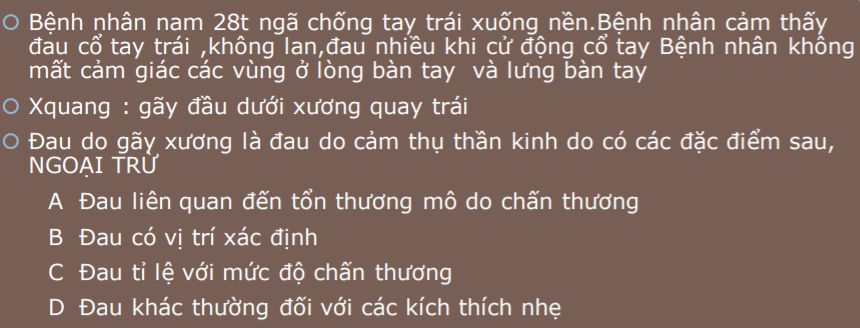 Bệnh nhân nam 28t ngã chống tay trái xuống nền.Bệnh nhân cảm thấy
đau cổ tay trái ,không lan,đau nhiều khi cử động cổ tay Bệnh nhân không
mất cảm giác các vùng ở lòng bàn tay và lưng bàn tay
Xquang : gãy đầu dưới xương quay trái
Đau do gãy xương là đau do cảm thụ thần kinh do có các đặc điểm sau,
NGOẠI TRỪ
A Đau liên quan đến tổn thương mô do chấn thương
B Đau có vị trí xác định
C Đau tỉ lệ với mức độ chấn thương
D Đau khác thường đối với các kích thích nhẹ